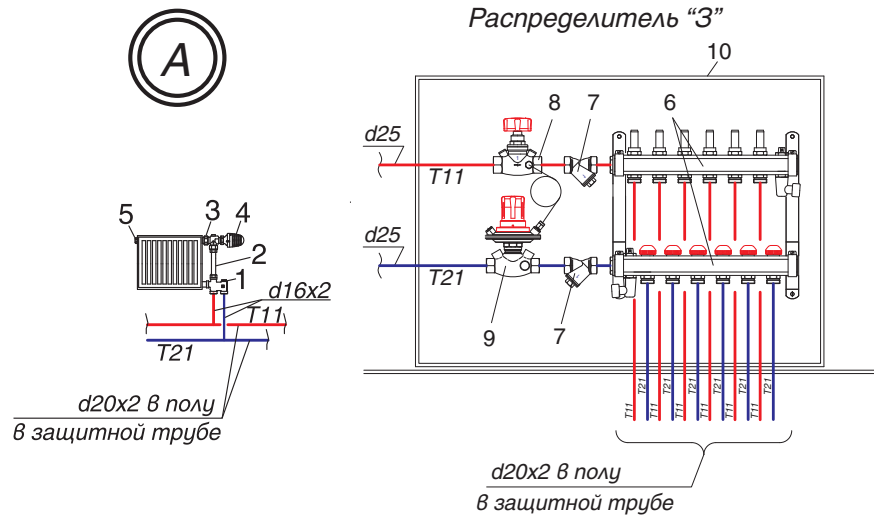 Распределитель “З”
А
10
8
7
6
d25
T11
5
3
4
2
1
d16x2
T11
T21
d25
T21
9
7
d20x2 в полу
в защитной трубе
T11
T21
T11
T21
T11
T21
T11
T21
T11
T21
T11
T21
d20x2 в полу
в защитной трубе